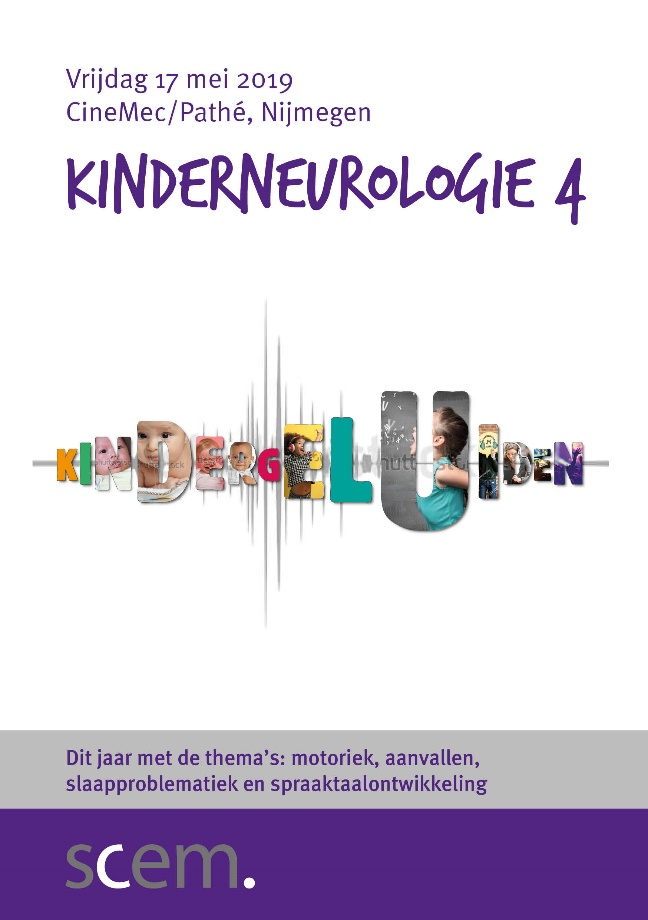 Vrijdag 17 mei 2019
CineMec/Pathé, Nijmegen
KINDERNEUROLOGIE 4
KINDERGELUIDEN
Dit jaar met de thema's: motoriek, aanvallen,
slaapproblematiek en spraaktaalontwikkeling
scem.